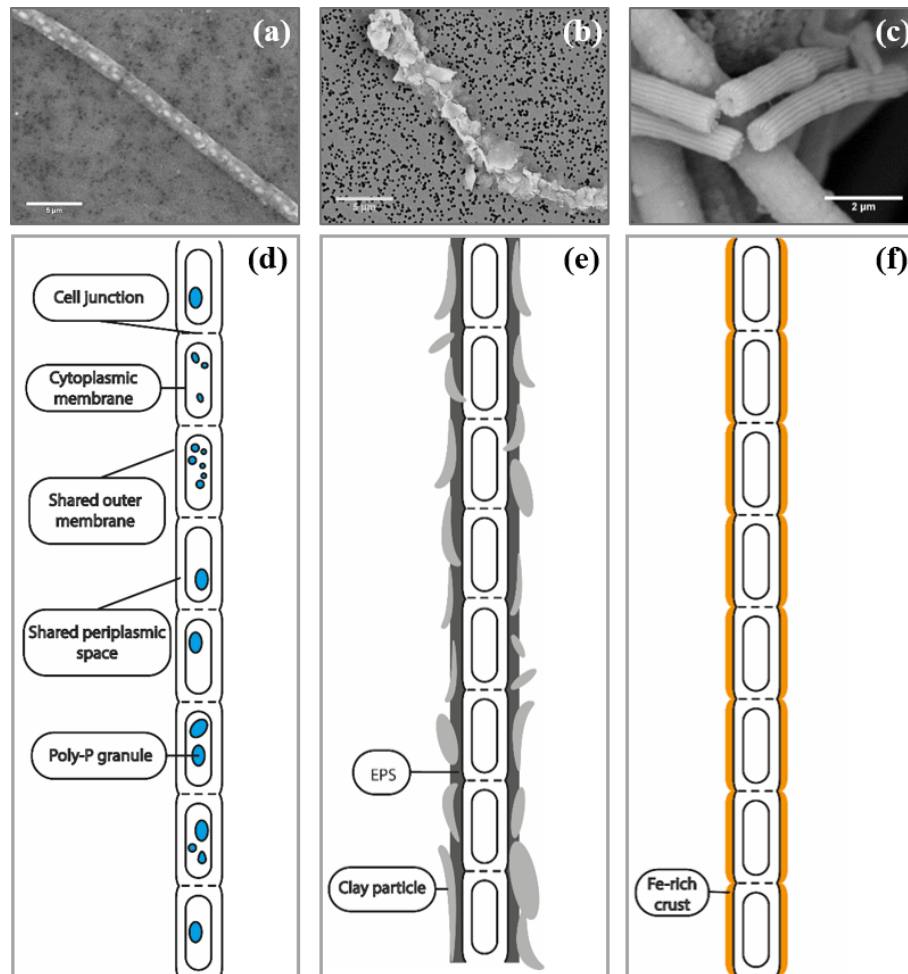 (a)
(b)
(c)
5 µm
5 µm
2 µm
(d)
(e)
(f)
Cell junction
Cytoplasmic
membrane
Shared outer
membrane
Shared periplasmic
space
Poly-P granule
EPS
Clay particle
Fe-rich
crust